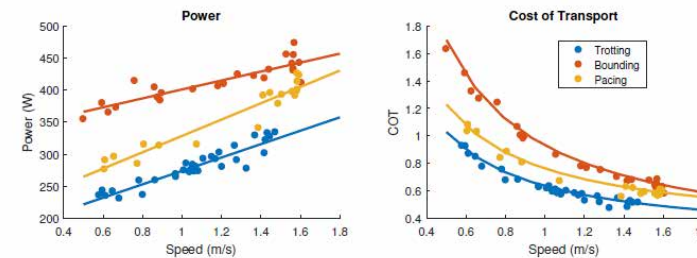 Power
500
450
400
350
300
250
200
Power (W)
0.4 0.6 0.8 1 1.2 1.4 1.6 1.8
Speed (m/s)
Cost of Transport
1.8
1.6
1.4
1.2
1
0.8
0.6
0.4
COT
Trotting
Bounding
Pacing
0.4 0.6 0.8 1 1.2 1.4 1.6 1.8
Speed (m/s)